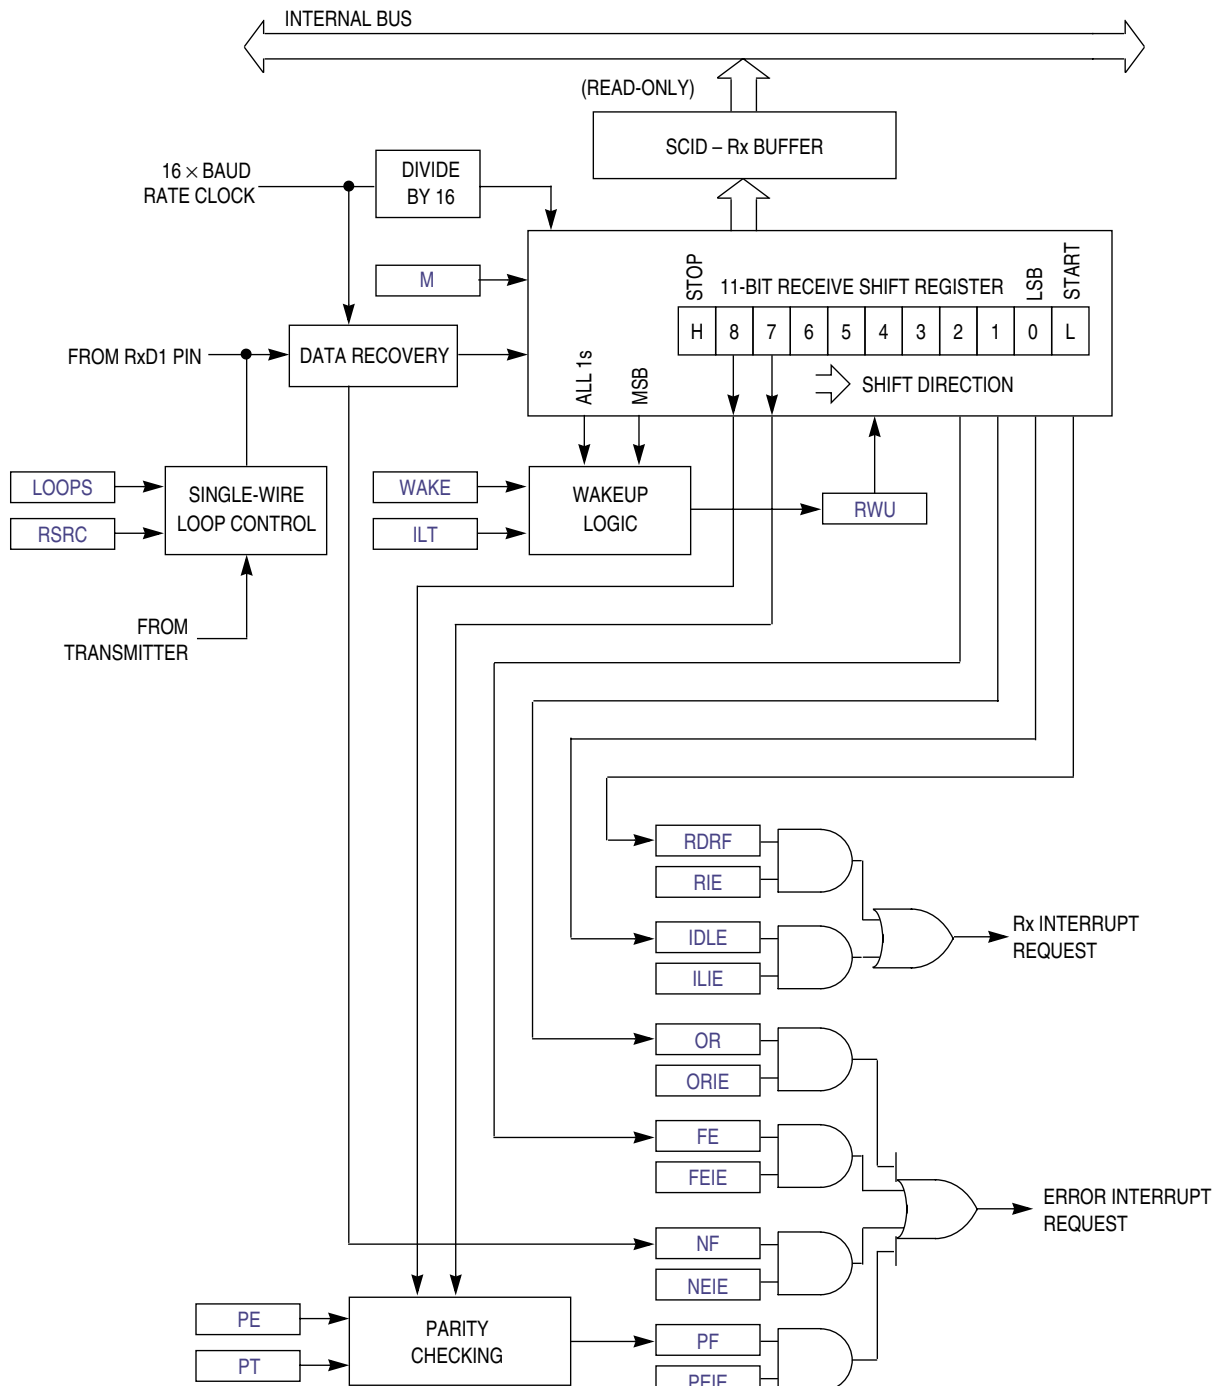 INTERNAL BUS
(READ-ONLY)
SCID – Rx BUFFER
16 × BAUD
RATE CLOCK
DIVIDE
BY 16
M
STOP
11-BIT RECEIVE SHIFT REGISTER
LSB
START
H 8 7 6 5 4 3 2 1 0 L
FROM RxD1 PIN
DATA RECOVERY
ALL 1s
MSB
SHIFT DIRECTION
LOOPS
RSRC
SINGLE-WIRE
LOOP CONTROL
WAKE
ILT
WAKEUP
LOGIC
RWU
FROM
TRANSMITTER
RDRF
RIE
IDLE
ILIE
Rx INTERRUPT
REQUEST
OR
ORIE
FE
FEIE
ERROR INTERRUPT
REQUEST
NF
NEIE
PE
PT
PARITY
CHECKING
PF
PEIE